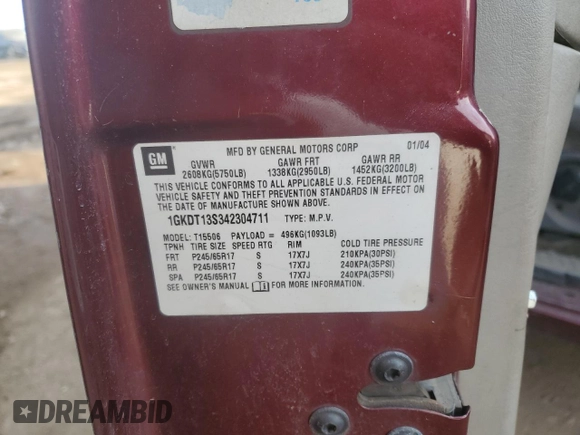 GM
MFD BY GENERAL MOTORS CORP 01/04
GVWR GAWR FRT GAWR RR
2608KG(5750LB) 1338KG(2950LB) 1452KG(3200LB)
THIS VEHICLE CONFORMS TO ALL APPLICABLE U.S. FEDERAL MOTOR
VEHICLE SAFETY AND THEFT PREVENTION STANDARDS IN EFFECT ON
THE DATE OF MANUFACTURE SHOWN ABOVE.
1GKDT13S342304711 TYPE: M.P.V.
MODEL: T15506 PAYLOAD = 496KG(1093LB)
TPNH TIRE SIZE SPEED RTG RIM COLD TIRE PRESSURE
FRT P245/65R17 S 17X7J 210KPA(30PSI)
RR P245/65R17 S 17X7J 240KPA(35PSI)
SPA P245/65R17 S 17X7J 240KPA(35PSI)
SEE OWNER'S MANUAL FOR MORE INFORMATION.
DREAMBID